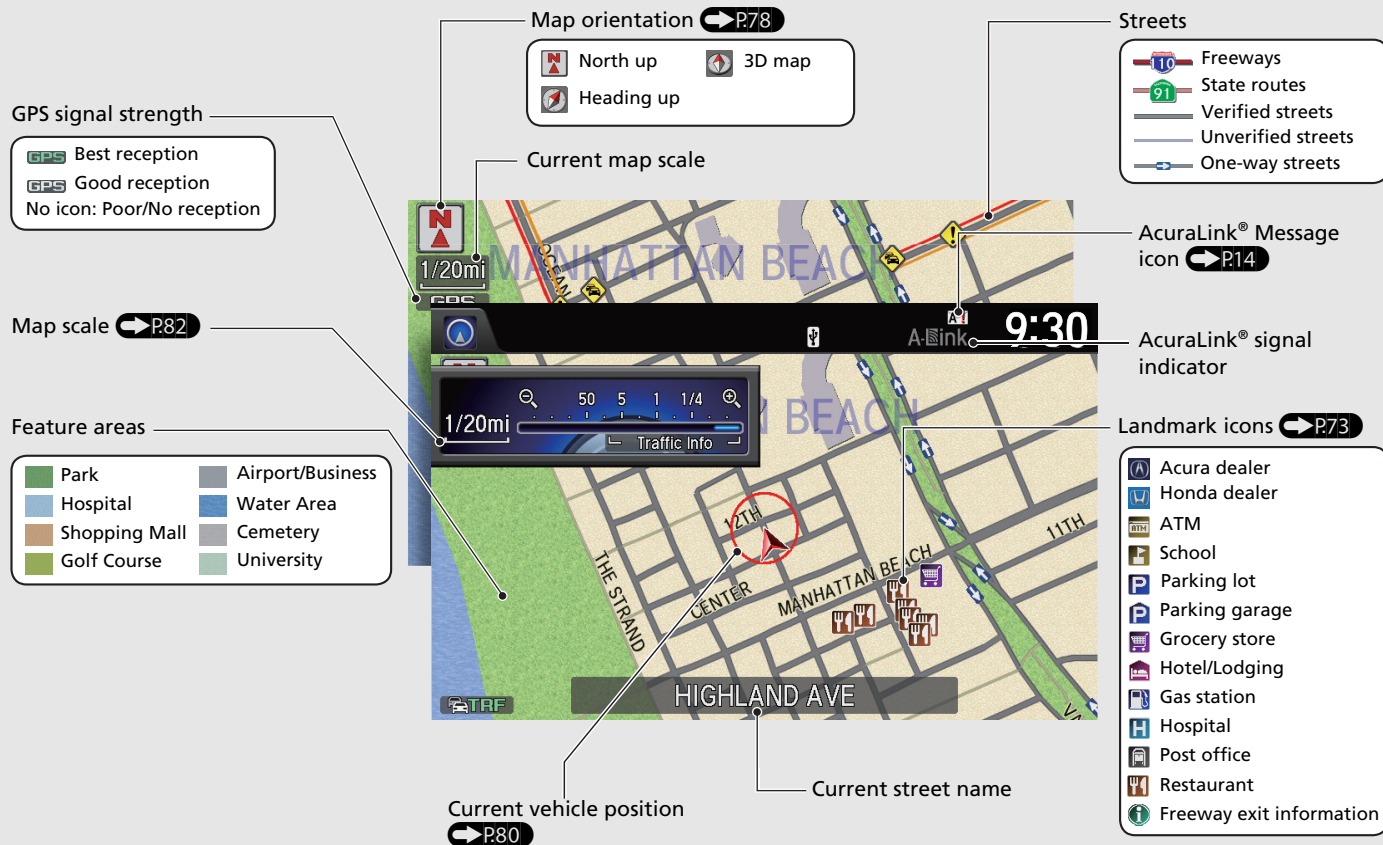 Map orientation P.78
North up
3D map
Heading up
Streets
110 Freeways
91 State routes
Verified streets
Unverified streets
One-way streets
GPS signal strength
GPS Best reception
GPS Good reception
No icon: Poor/No reception
Current map scale
N
1/20mi
GPS
MANHATTAN BEACH
OCEAN
AcuraLink® Message
icon P.14
Map scale P.82
A!
A-Link
9:30
AcuraLink® signal
indicator
50 5 1 1/4
1/20mi
Traffic Info
BEACH
Feature areas
Park
Hospital
Shopping Mall
Golf Course
Airport/Business
Water Area
Cemetery
University
12TH
11TH
THE STRAND
CENTER
MANHATTAN BEACH
TRF
HIGHLAND AVE
Landmark icons P.73
Acura dealer
Honda dealer
ATM ATM
School
P Parking lot
P Parking garage
Grocery store
Hotel/Lodging
Gas station
H Hospital
Post office
Restaurant
i Freeway exit information
Current vehicle position
P.80
Current street name